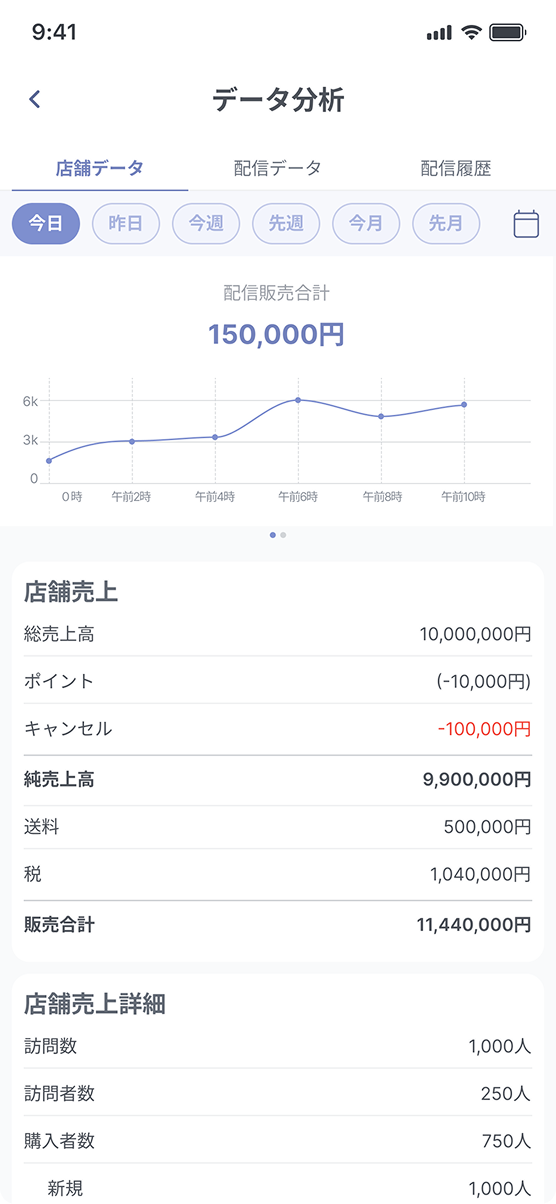 9:41
データ分析
店舗データ 配信データ 配信履歴
今日 昨日 今週 先週 今月 先月
配信販売合計
150,000円
6k
3k
0
0時 午前2時 午前4時 午前6時 午前8時 午前10時
店舗売上
総売上高 10,000,000円
ポイント (-10,000円)
キャンセル -100,000円
純売上高 9,900,000円
送料 500,000円
税 1,040,000円
販売合計 11,440,000円
店舗売上詳細
訪問数 1,000人
訪問者数 250人
購入者数 750人
新規 1,000人